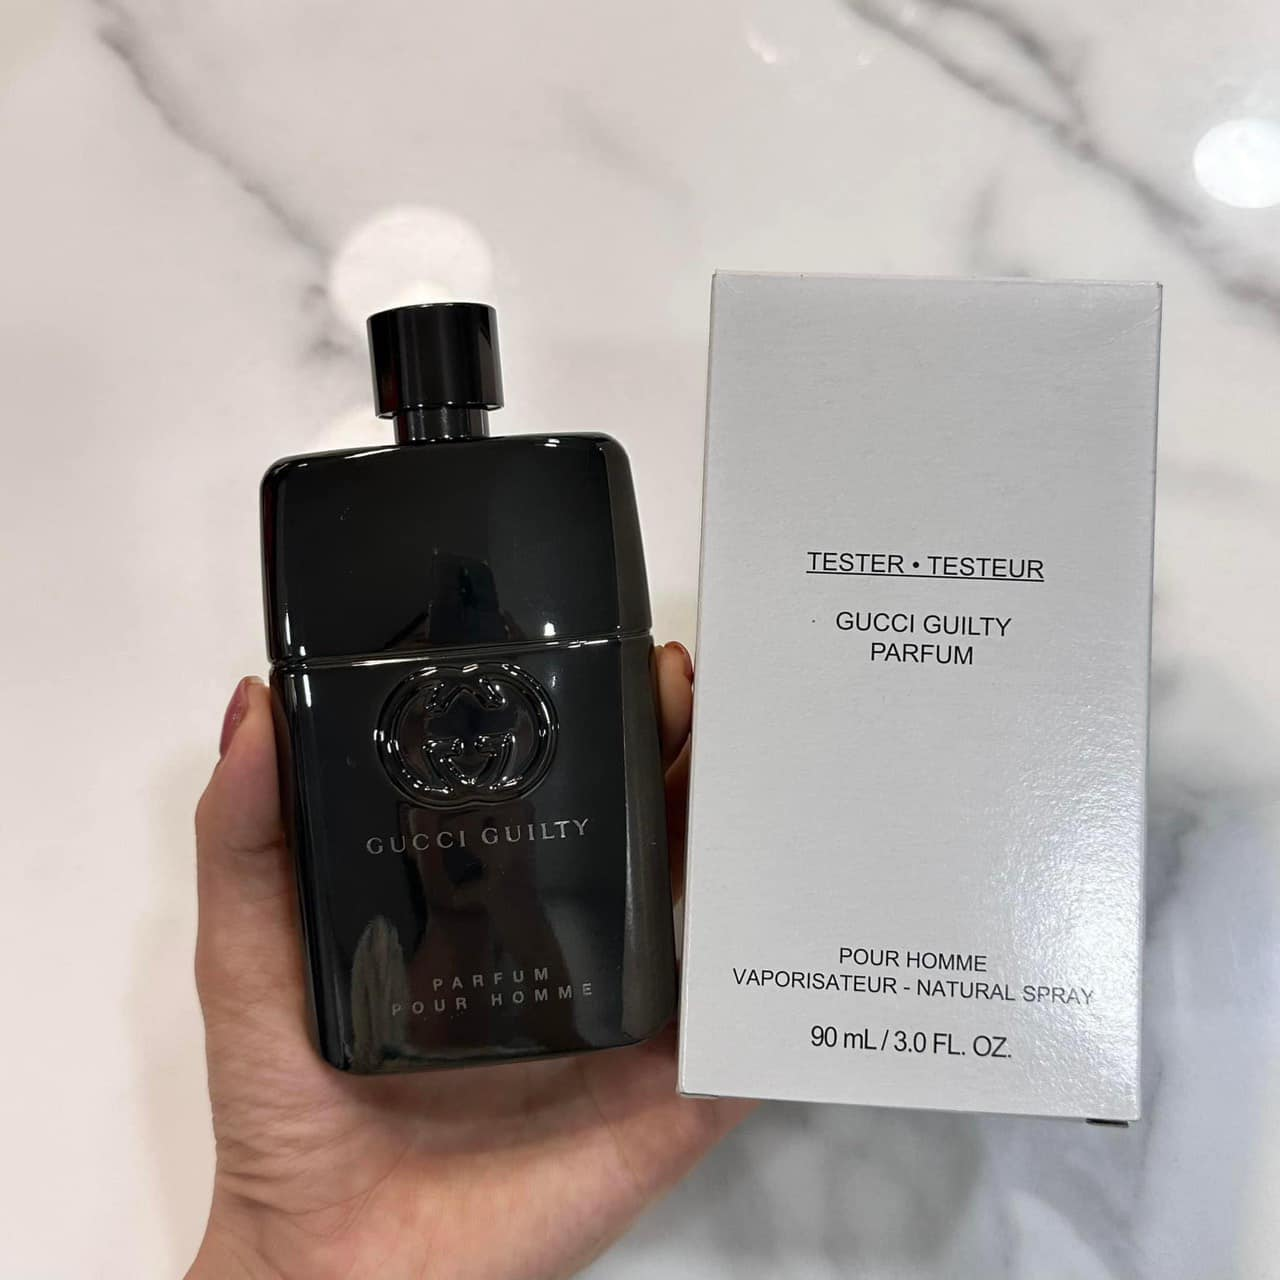 GUCCI GUILTY
PARFUM
POUR HOMME
TESTER • TESTEUR
GUCCI GUILTY
PARFUM
POUR HOMME
VAPORISATEUR - NATURAL SPRAY
90 mL / 3.0 FL. OZ.